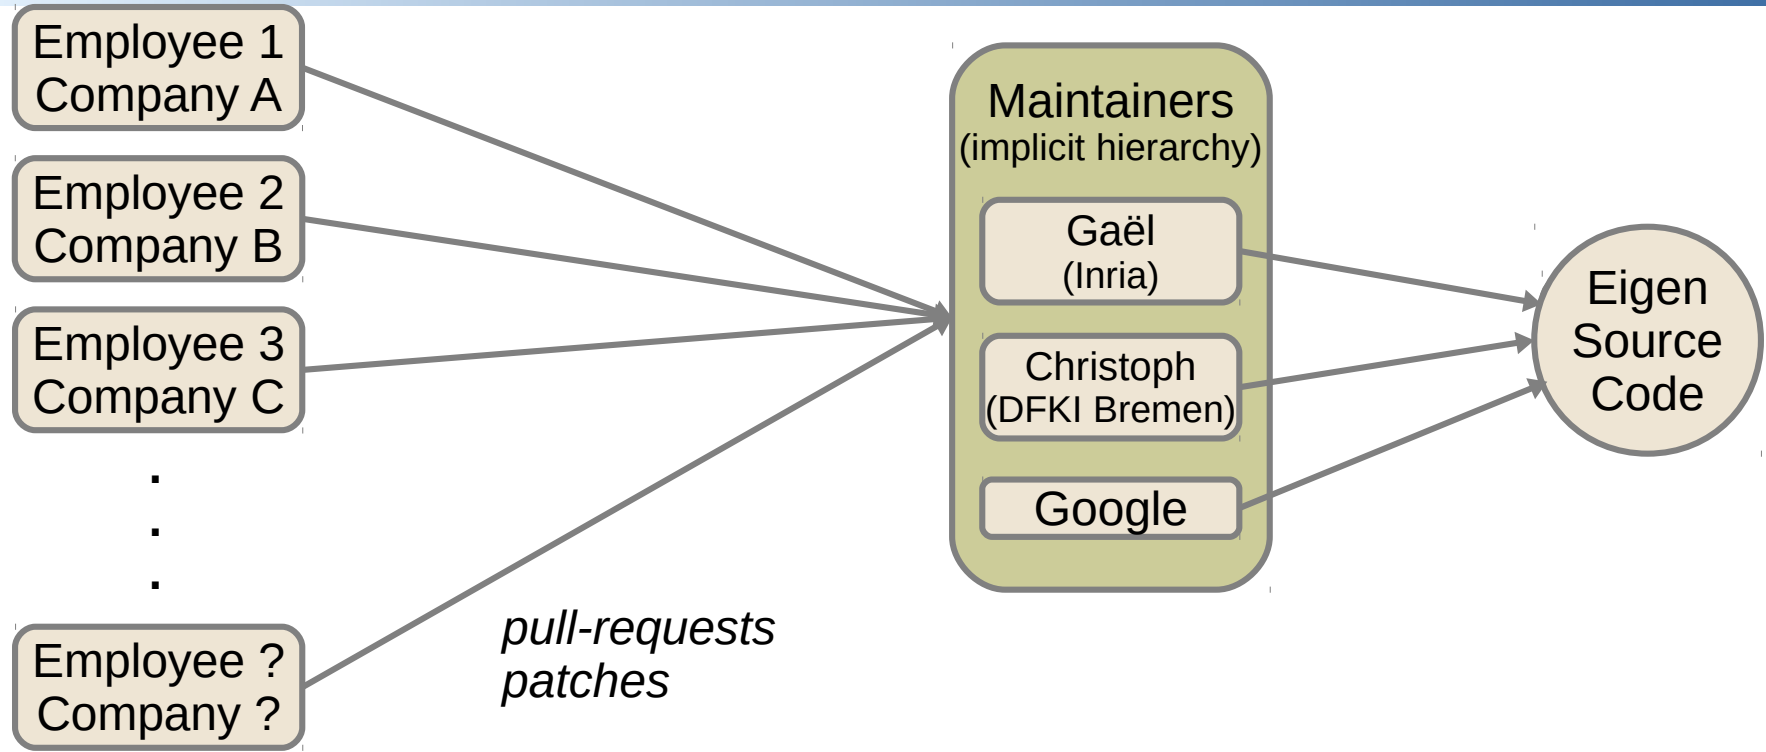 Employee 1
Company A
Employee 2
Company B
Employee 3
Company C
.
.
.
Employee ?
Company ?
pull-requests
patches
Maintainers
(implicit hierarchy)
Gaël
(Inria)
Christoph
(DFKI Bremen)
Google
Eigen
Source
Code